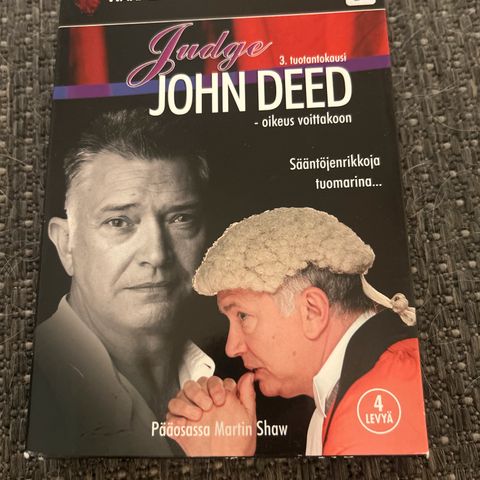 Judge
3. tuotantokausi
JOHN DEED
- oikeus voittakoon
Sääntöjenrikkoja
tuomarina...
4
LEVYÄ
Pääosassa Martin Shaw